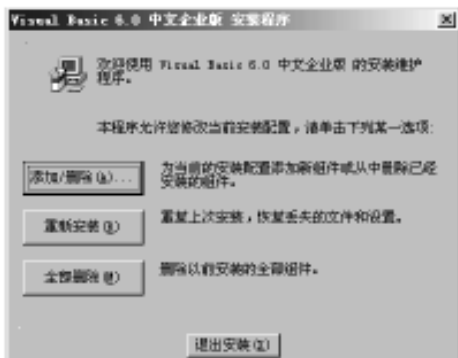 Visual Basic 6.0 中文企业版 安装程序
欢迎使用 Visual Basic 6.0 中文企业版 的安装维护
程序。
本程序允许您修改当前安装配置，请单击下列某一选项：
添加/删除(A)...
为当前的安装配置添加新组件或从中删除已经
安装的组件。
重新安装(R)
重复上次安装，恢复丢失的文件和设置。
全部删除
删除以前安装的全部组件。
退出安装(X)